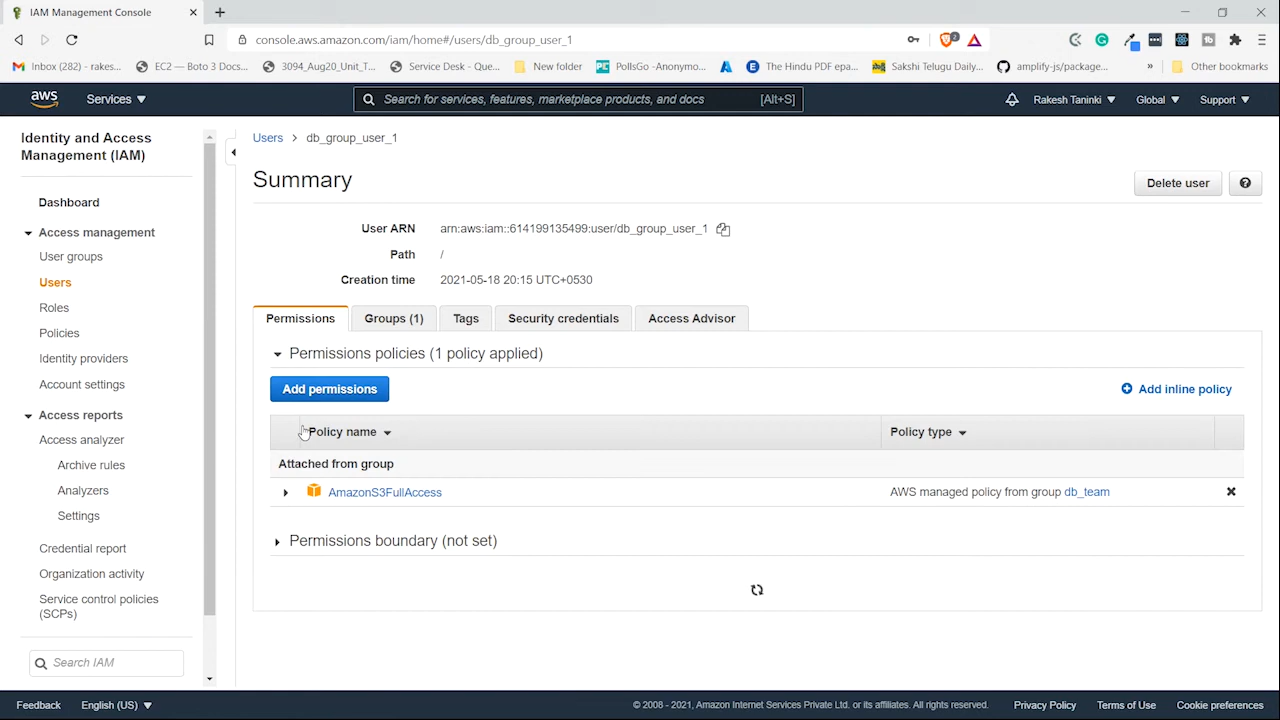 IAM Management Console
console.aws.amazon.com/iam/home#/users/db_group_user_1
2
Inbox (282) - rakes...
EC2 — Boto 3 Docs...
3094_Aug20_Unit_T...
Service Desk - Que...
New folder
PollsGo -Anonymo...
The Hindu PDF epa...
Sakshi Telugu Daily...
amplify-js/package...
»
Other bookmarks
aws
Services
Search for services, features, marketplace products, and docs
[Alt+S]
Rakesh Taninki
Global
Support
Identity and Access
Management (IAM)
Dashboard
Access management
User groups
Users
Roles
Policies
Identity providers
Account settings
Access reports
Access analyzer
Archive rules
Analyzers
Settings
Credential report
Organization activity
Service control policies
(SCPs)
Search IAM
Users > db_group_user_1
Summary
Delete user
User ARN arn:aws:iam::614199135499:user/db_group_user_1
Path /
Creation time 2021-05-18 20:15 UTC+0530
Permissions
Groups (1)
Tags
Security credentials
Access Advisor
Permissions policies (1 policy applied)
Add permissions
Add inline policy
Policy name
Policy type
Attached from group
AmazonS3FullAccess
AWS managed policy from group db_team
Permissions boundary (not set)
Feedback
English (US)
© 2008 - 2021, Amazon Internet Services Private Ltd. or its affiliates. All rights reserved.
Privacy Policy
Terms of Use
Cookie preferences